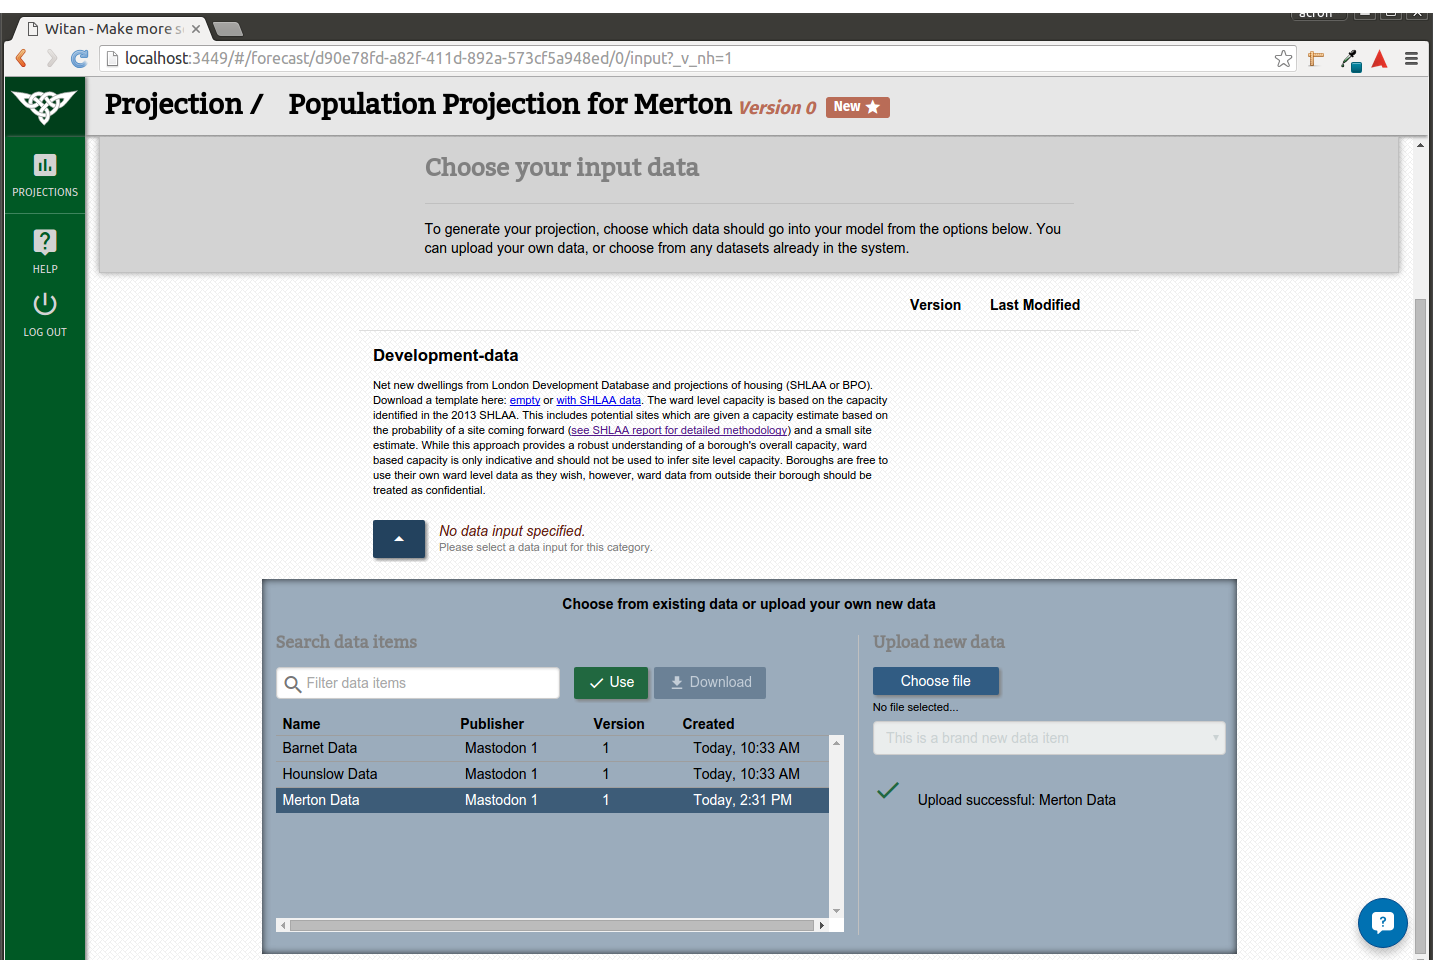 acron
Witan - Make more s
localhost:3449/#/forecast/d90e78fd-a82f-411d-892a-573cf5a948ed/0/input?_v_nh=1
Projection / Population Projection for Merton Version 0 New
PROJECTIONS
HELP
LOG OUT
Choose your input data
To generate your projection, choose which data should go into your model from the options below. You
can upload your own data, or choose from any datasets already in the system.
Version Last Modified
Development-data
Net new dwellings from London Development Database and projections of housing (SHLAA or BPO).
Download a template here: empty or with SHLAA data. The ward level capacity is based on the capacity
identified in the 2013 SHLAA. This includes potential sites which are given a capacity estimate based on
the probability of a site coming forward (see SHLAA report for detailed methodology) and a small site
estimate. While this approach provides a robust understanding of a borough's overall capacity, ward
based capacity is only indicative and should not be used to infer site level capacity. Boroughs are free to
use their own ward level data as they wish, however, ward data from outside their borough should be
treated as confidential.
No data input specified.
Please select a data input for this category.
Choose from existing data or upload your own new data
Search data items
Filter data items
Use
Download
Name Publisher Version Created
Barnet Data Mastodon 1 1 Today, 10:33 AM
Hounslow Data Mastodon 1 1 Today, 10:33 AM
Merton Data Mastodon 1 1 Today, 2:31 PM
Upload new data
Choose file
No file selected...
This is a brand new data item
Upload successful: Merton Data